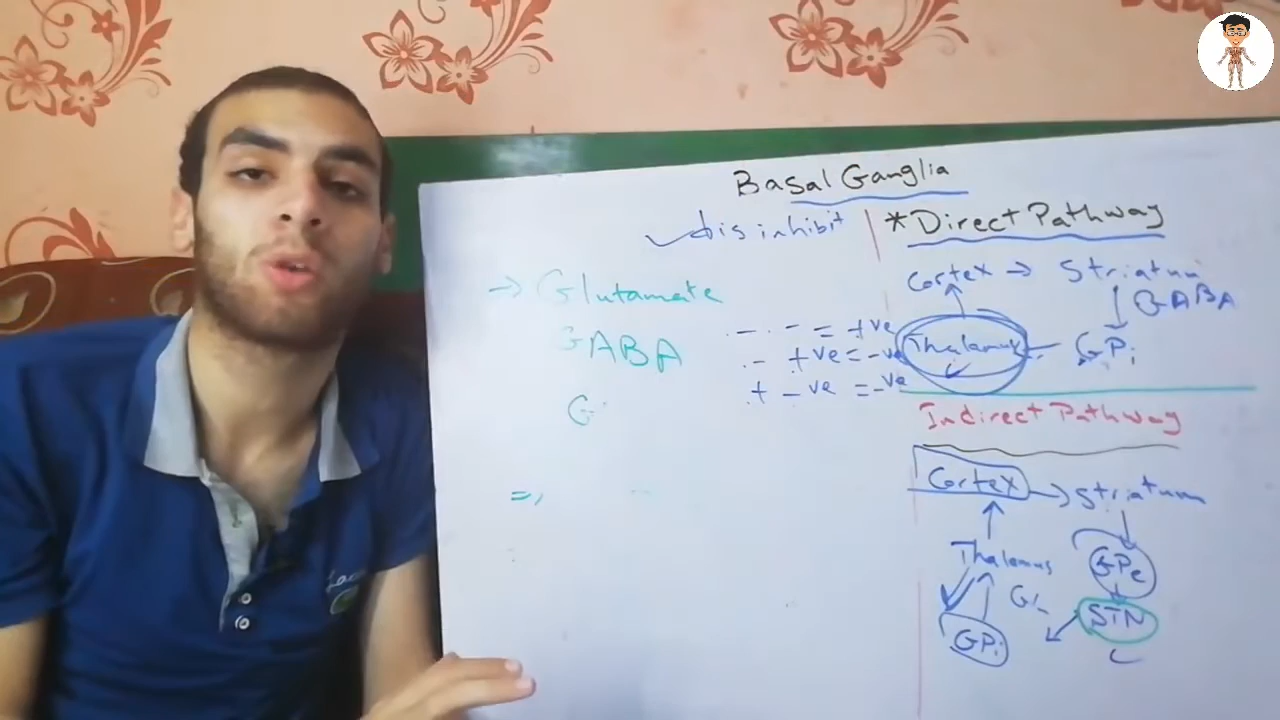 Basal Ganglia
disinhibit
→ Glutamate
GABA
G
- - = +ve
- +ve = -ve
+ -ve = -ve
*Direct Pathway
Cortex → Striatum
GABA
Thalamus GPi
Indirect Pathway
Cortex → Striatum
Thalamus GPe
STN
GPi